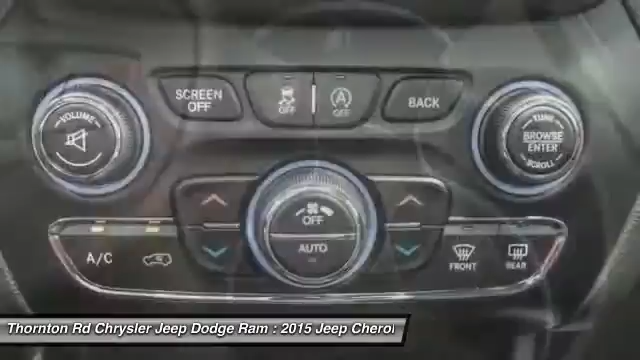 SCREEN
OFF
OFF
A
OFF
BACK
VOLUME
TUNE
BROWSE
ENTER
SCROLL
OFF
AUTO
A/C
FRONT
REAR
Thornton Rd Chrysler Jeep Dodge Ram : 2015 Jeep Chero